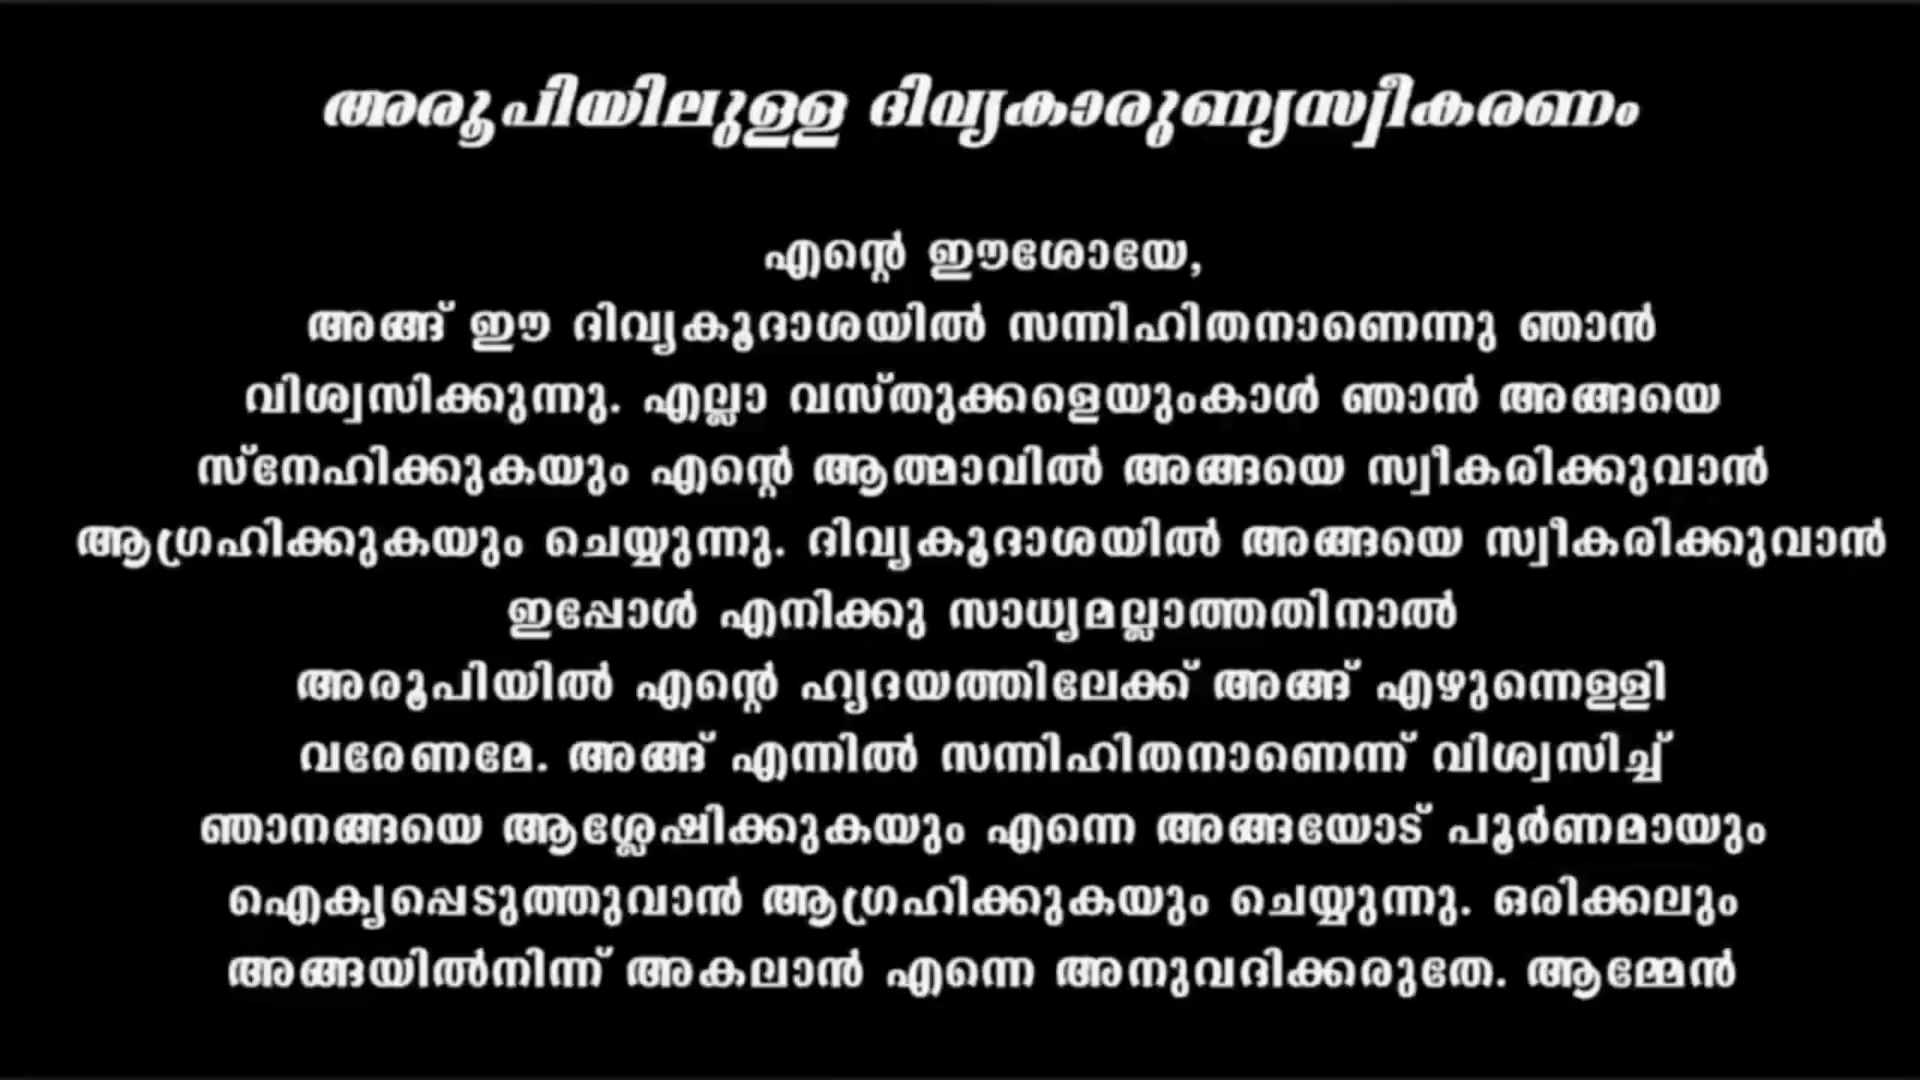 അരൂപിയിലുള്ള ദിവ്യകാരുണ്യസ്വീകരണം
എന്റെ ഈശോയേ,
അങ്ങ് ഈ ദിവ്യകൂദാശയിൽ സന്നിഹിതനാണെന്നു ഞാൻ
വിശ്വസിക്കുന്നു. എല്ലാ വസ്തുക്കളെയുംകാൾ ഞാൻ അങ്ങയെ
സ്നേഹിക്കുകയും എന്റെ ആത്മാവിൽ അങ്ങയെ സ്വീകരിക്കുവാൻ
ആഗ്രഹിക്കുകയും ചെയ്യുന്നു. ദിവ്യകൂദാശയിൽ അങ്ങയെ സ്വീകരിക്കുവാൻ
ഇപ്പോൾ എനിക്കു സാധ്യമല്ലാത്തതിനാൽ
അരൂപിയിൽ എന്റെ ഹൃദയത്തിലേക്ക് അങ്ങ് എഴുന്നെള്ളി
വരേണമേ. അങ്ങ് എന്നിൽ സന്നിഹിതനാണെന്ന് വിശ്വസിച്ച്
ഞാനങ്ങയെ ആശ്ലേഷിക്കുകയും എന്നെ അങ്ങയോട് പൂർണമായും
ഐക്യപ്പെടുത്തുവാൻ ആഗ്രഹിക്കുകയും ചെയ്യുന്നു. ഒരിക്കലും
അങ്ങയിൽനിന്ന് അകലാൻ എന്നെ അനുവദിക്കരുതേ. ആമ്മേൻ